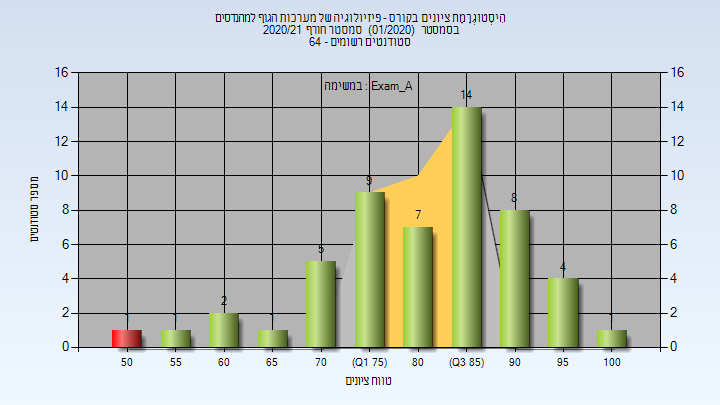 היסטוגרמת ציונים בקורס - פיזיולוגיה של מערכות הגוף למהנדסים
בסמסטר (01/2020) סמסטר חורף 2020/21
סטודנטים רשומים - 64
במשימה : Exam_A
מספר סטודנטים
16 14 12 10 8 6 4 2 0
1 1 2 1 5 9 7 14 8 4 1
16 14 12 10 8 6 4 2 0
50 55 60 65 70 (Q1 75) 80 (Q3 85) 90 95 100
טווח ציונים